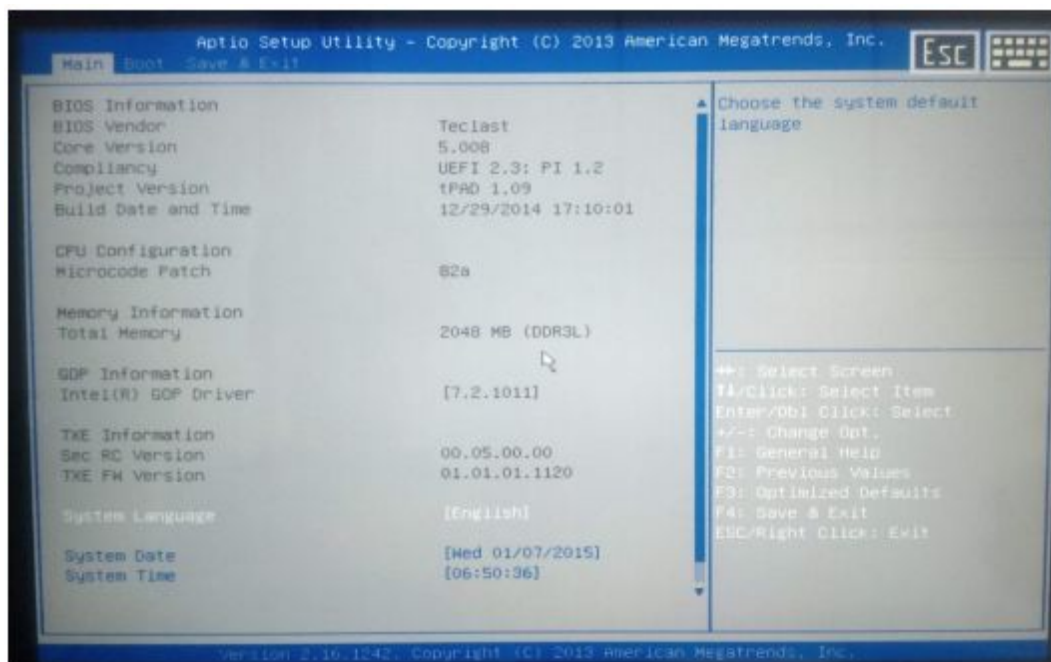 Aptio Setup Utility - Copyright (C) 2013 American Megatrends, Inc.
Esc
Main Boot Save & Exit
BIOS Information
BIOS Vendor Teclast
Core Version 5.008
Compliancy UEFI 2.3; PI 1.2
Project Version tPAD 1.09
Build Date and Time 12/29/2014 17:10:01
CPU Configuration
Microcode Patch 82a
Memory Information
Total Memory 2048 MB (DDR3L)
GOP Information
Intel(R) GOP Driver [7.2.1011]
TXE Information
Sec RC Version 00.05.00.00
TXE FW Version 01.01.01.1120
System Language [English]
System Date [Wed 01/07/2015]
System Time [06:50:36]
Choose the system default
language
→←: Select Screen
↑↓/Click: Select Item
Enter/Dbl Click: Select
+/-: Change Opt.
F1: General Help
F2: Previous Values
F3: Optimized Defaults
F4: Save & Exit
ESC/Right Click: Exit
Version 2.16.1242. Copyright (C) 2013 American Megatrends, Inc.